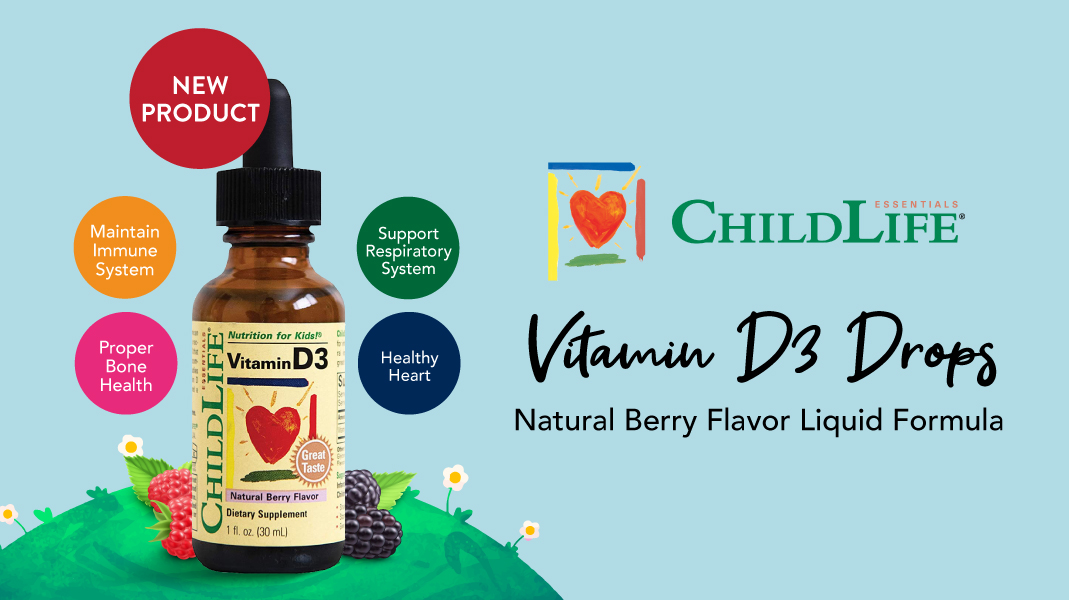 NEW
PRODUCT
Maintain
Immune
System
Support
Respiratory
System
Proper
Bone
Health
Healthy
Heart
ESSENTIALS
CHILDLIFE®
Vitamin D3 Drops
Natural Berry Flavor Liquid Formula
ESSENTIALS
CHILDLIFE®
Nutrition for Kids!®
Vitamin D3
Great
Taste
Natural Berry Flavor
Dietary Supplement
1 fl. oz. (30 mL)